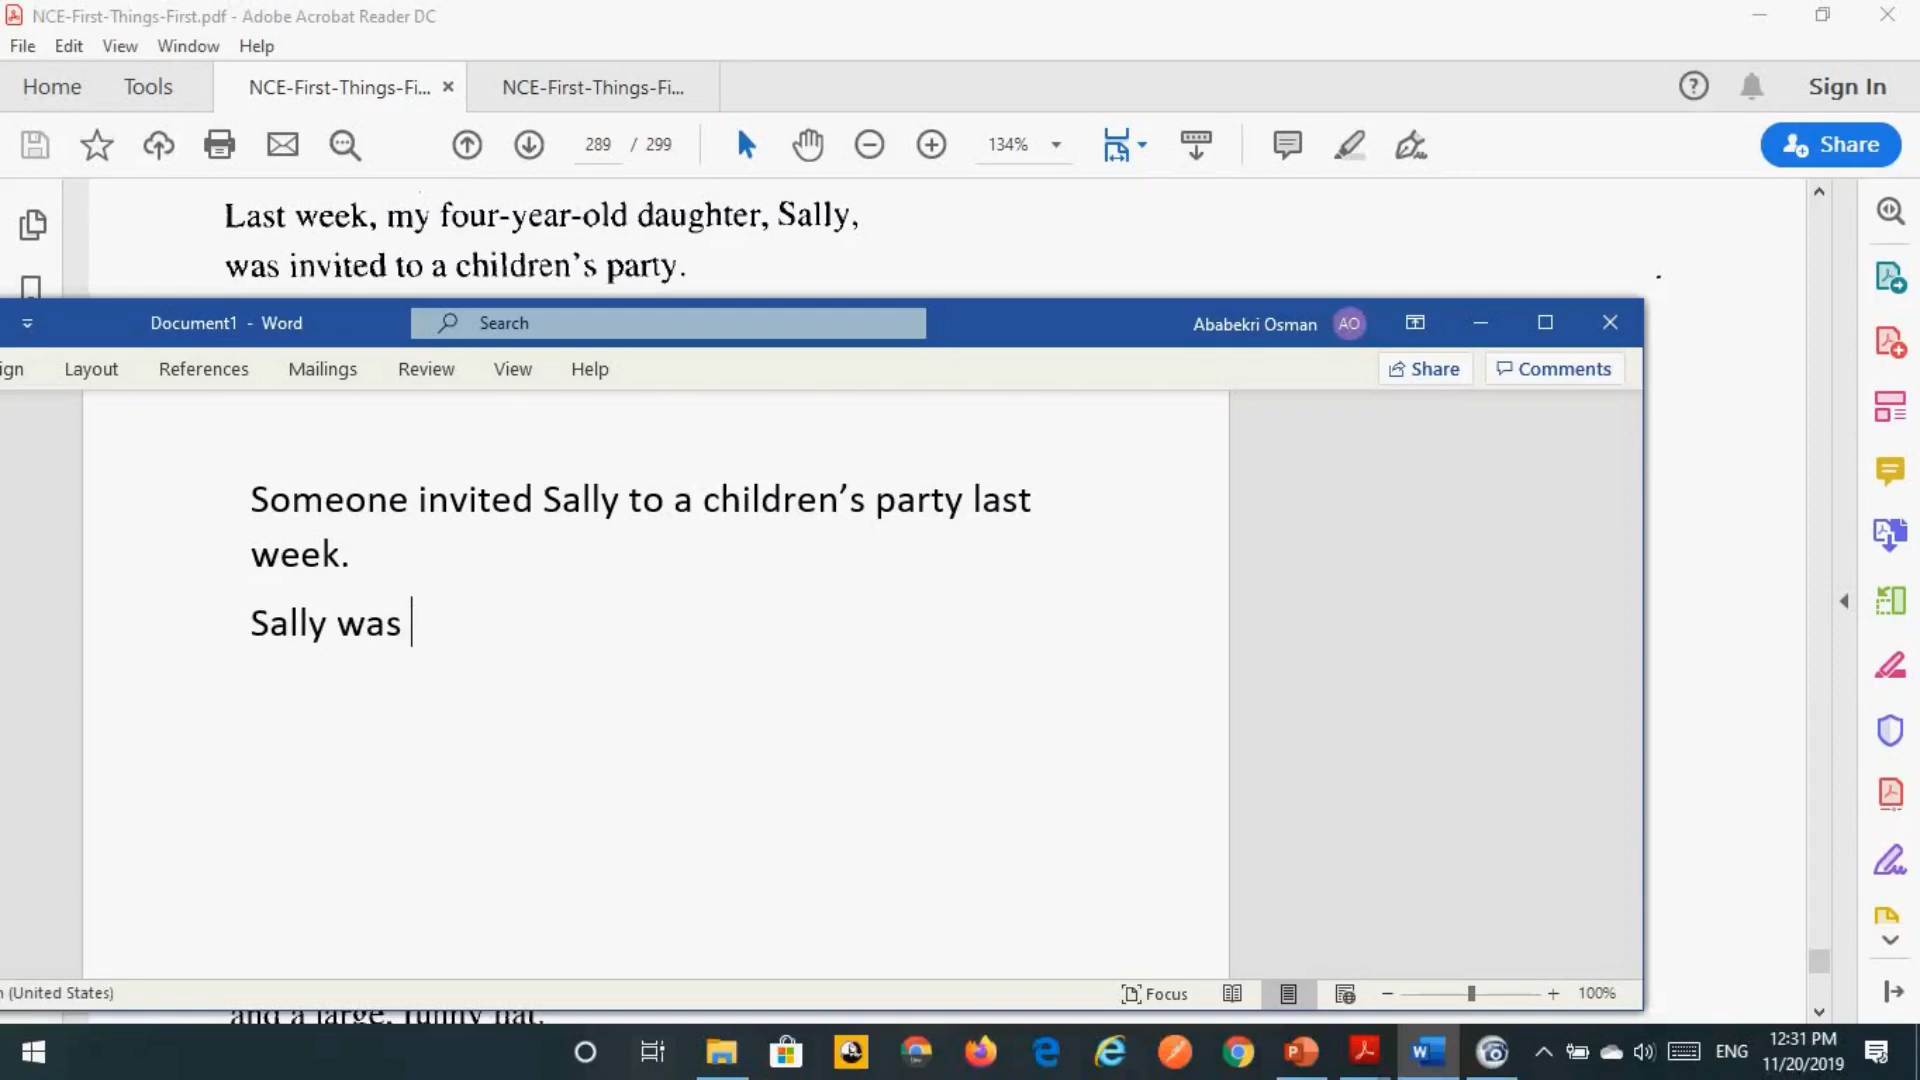 NCE-First-Things-First.pdf - Adobe Acrobat Reader DC
File Edit View Window Help
Home Tools NCE-First-Things-Fi... × NCE-First-Things-Fi... Sign In
289 / 299 134% Share
Last week, my four-year-old daughter, Sally,
was invited to a children's party.
Document1 - Word Search Ababekri Osman AO
ign Layout References Mailings Review View Help Share Comments
Someone invited Sally to a children's party last
week.
Sally was
n (United States) Focus 100%
and a large, funny hat.
ENG 12:31 PM
11/20/2019